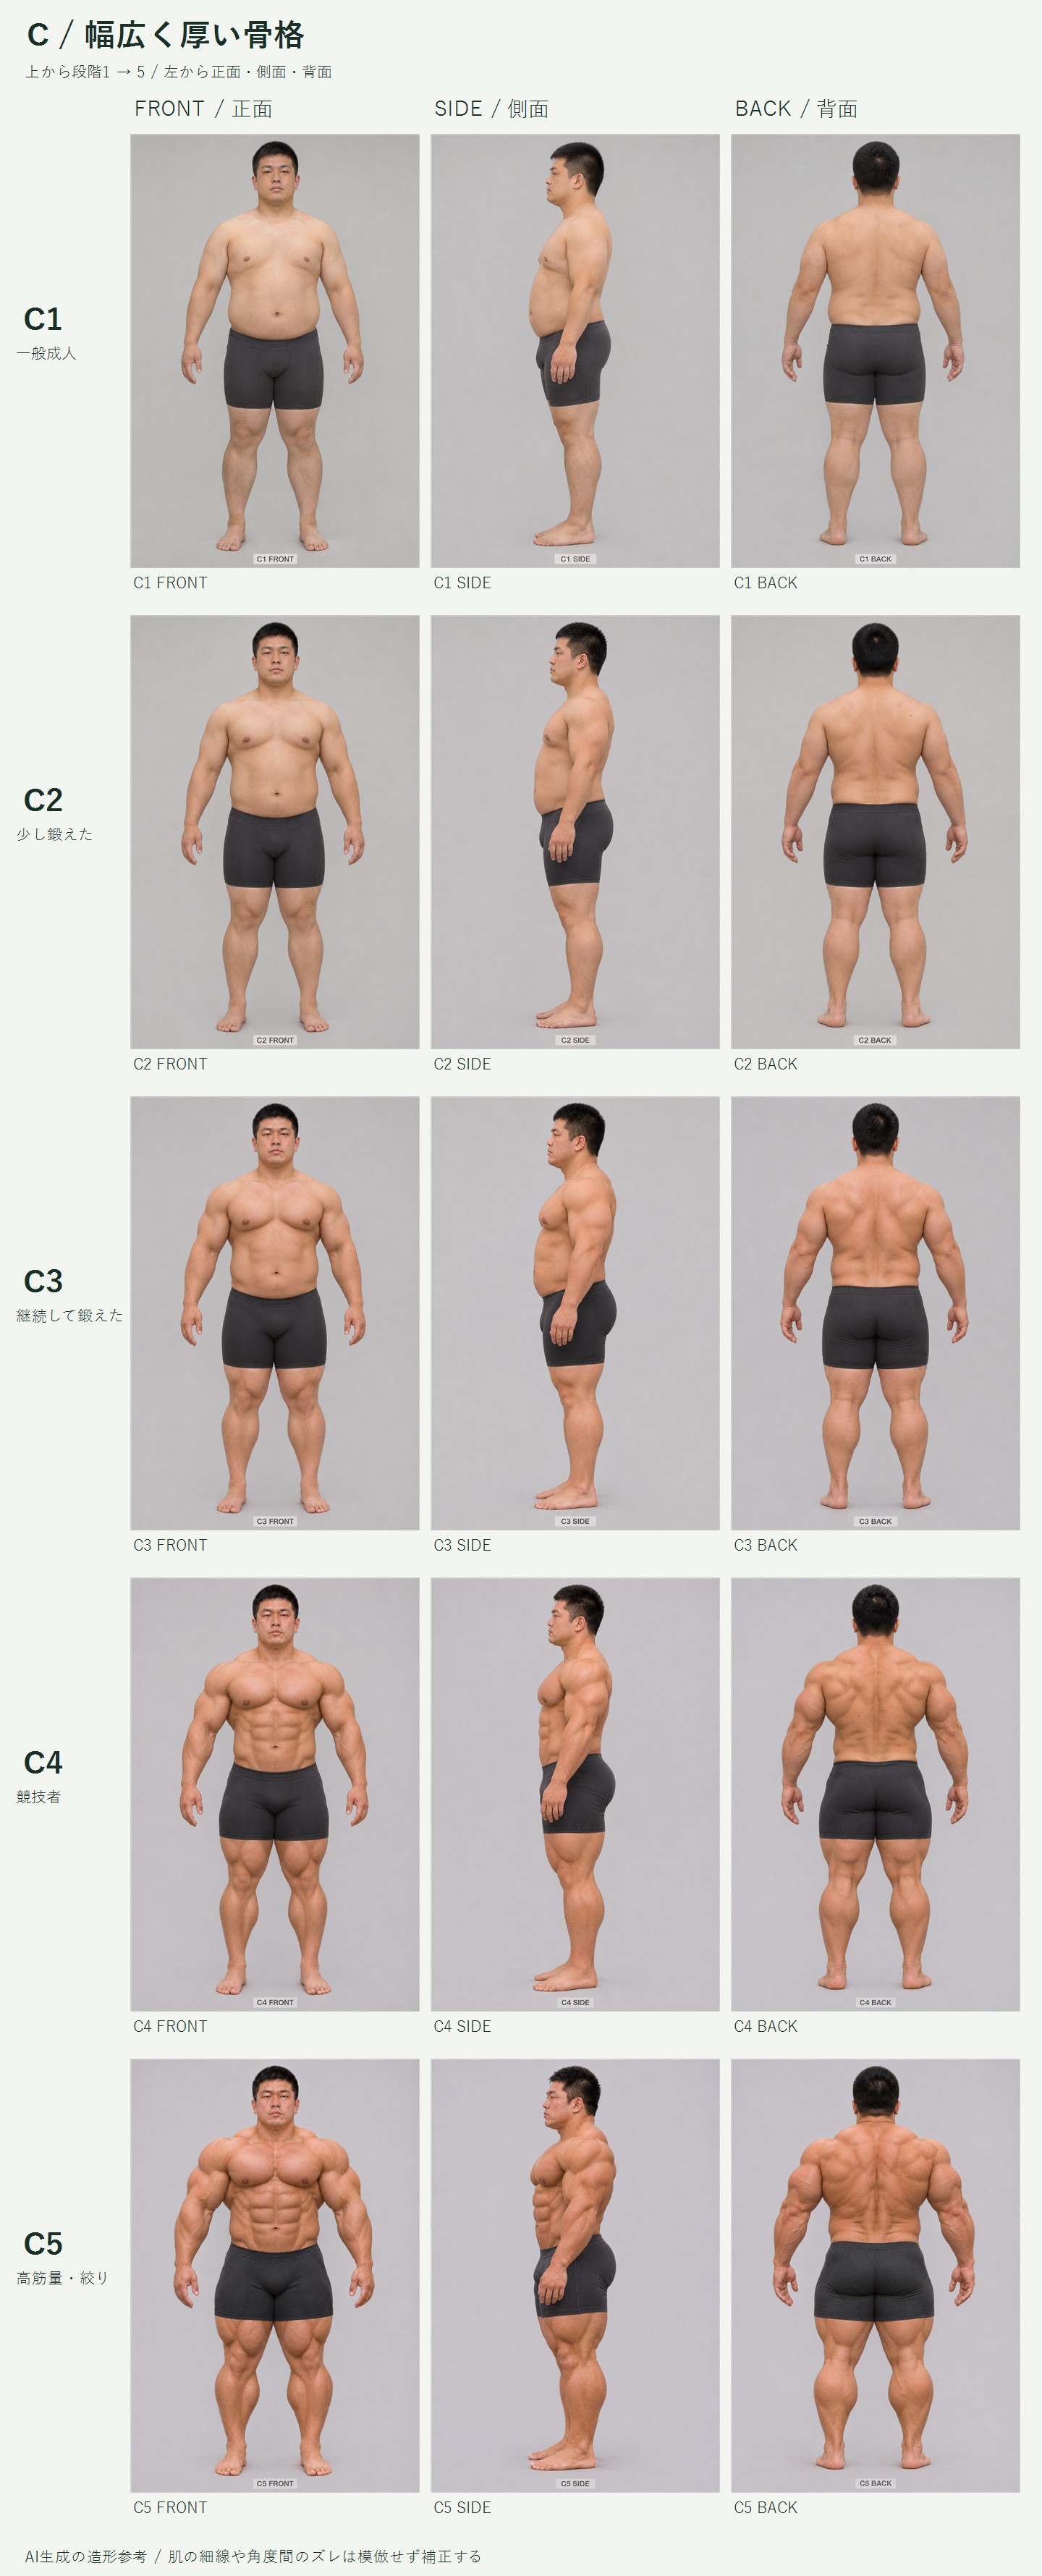 C / 幅広く厚い骨格
上から段階1 → 5 / 左から正面・側面・背面
FRONT / 正面
SIDE / 側面
BACK / 背面
C1
一般成人
C1 FRONT
C1 SIDE
C1 BACK
C1 FRONT
C1 SIDE
C1 BACK
C2
少し鍛えた
C2 FRONT
C2 SIDE
C2 BACK
C2 FRONT
C2 SIDE
C2 BACK
C3
継続して鍛えた
C3 FRONT
C3 SIDE
C3 BACK
C3 FRONT
C3 SIDE
C3 BACK
C4
競技者
C4 FRONT
C4 SIDE
C4 BACK
C4 FRONT
C4 SIDE
C4 BACK
C5
高筋量・絞り
C5 FRONT
C5 SIDE
C5 BACK
C5 FRONT
C5 SIDE
C5 BACK
AI生成の造形参考 / 肌の細線や角度間のズレは模倣せず補正する